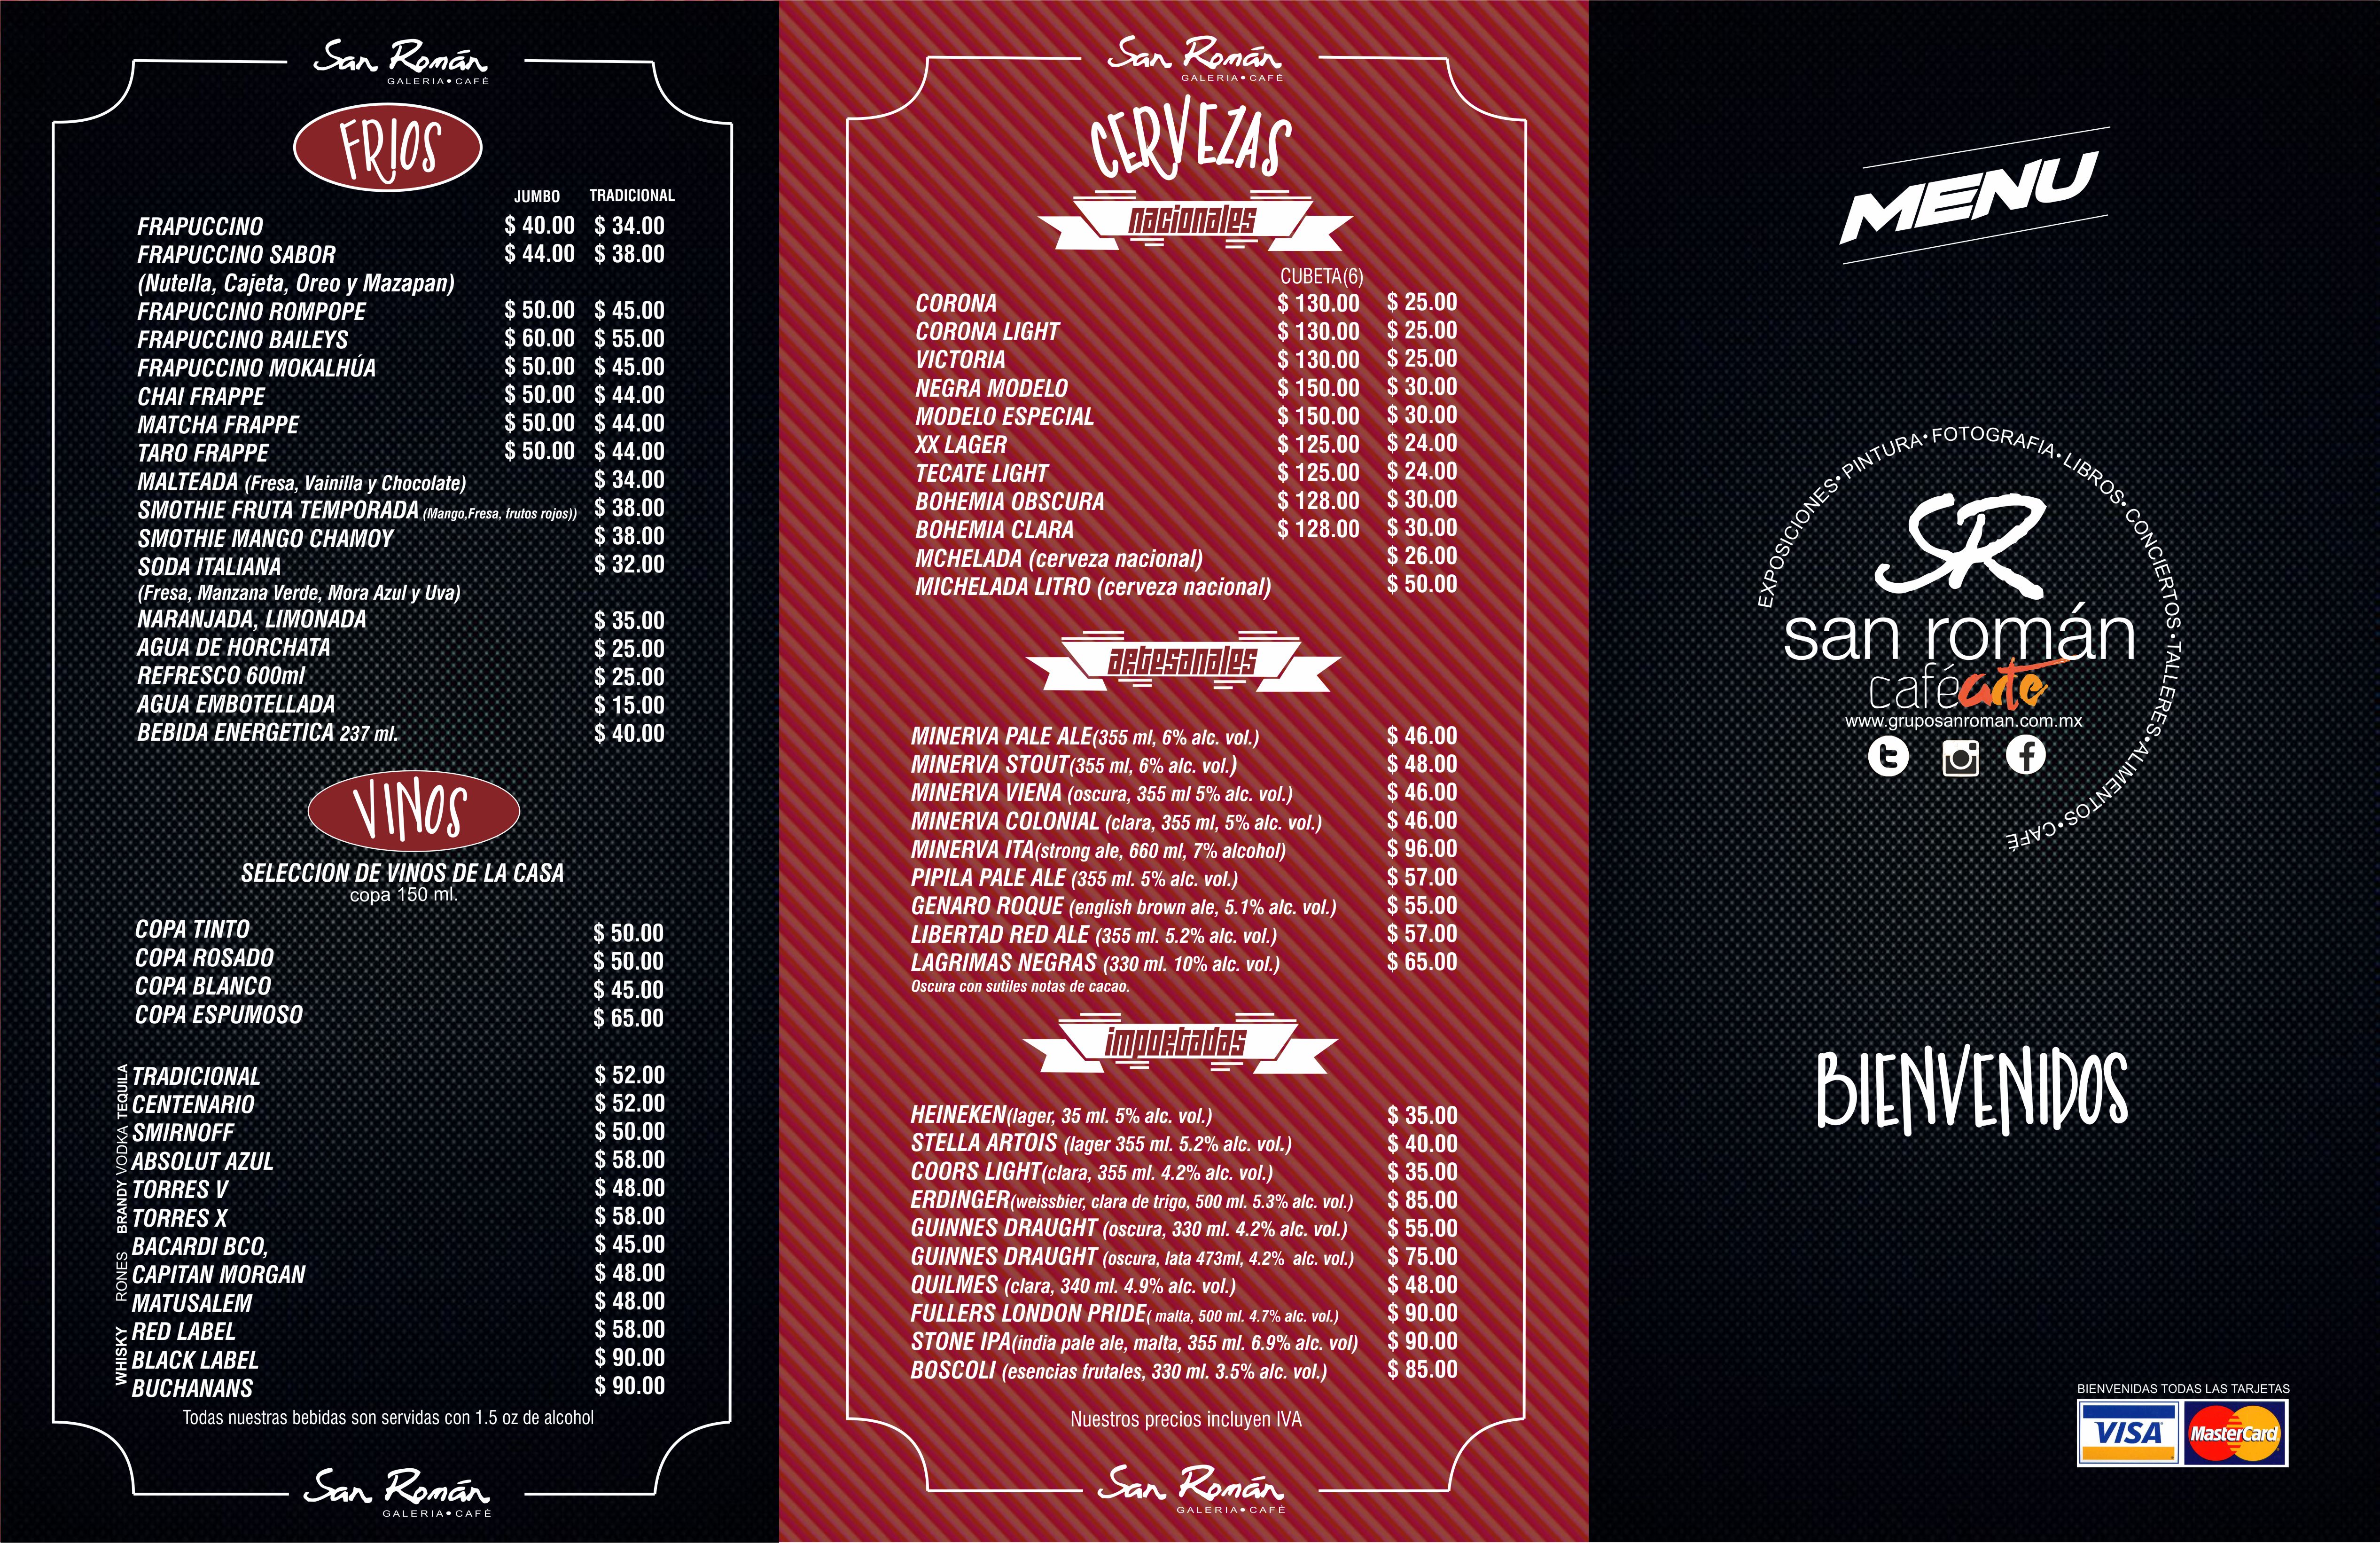 San Román
GALERIA•CAFÉ
FRIOS
JUMBO TRADICIONAL
FRAPUCCINO $ 40.00 $ 34.00
FRAPUCCINO SABOR $ 44.00 $ 38.00
(Nutella, Cajeta, Oreo y Mazapan)
FRAPUCCINO ROMPOPE $ 50.00 $ 45.00
FRAPUCCINO BAILEYS $ 60.00 $ 55.00
FRAPUCCINO MOKALHÚA $ 50.00 $ 45.00
CHAI FRAPPE $ 50.00 $ 44.00
MATCHA FRAPPE $ 50.00 $ 44.00
TARO FRAPPE $ 50.00 $ 44.00
MALTEADA (Fresa, Vainilla y Chocolate) $ 34.00
SMOTHIE FRUTA TEMPORADA (Mango,Fresa, frutos rojos)) $ 38.00
SMOTHIE MANGO CHAMOY $ 38.00
SODA ITALIANA $ 32.00
(Fresa, Manzana Verde, Mora Azul y Uva)
NARANJADA, LIMONADA $ 35.00
AGUA DE HORCHATA $ 25.00
REFRESCO 600ml $ 25.00
AGUA EMBOTELLADA $ 15.00
BEBIDA ENERGETICA 237 ml. $ 40.00
VINOS
SELECCION DE VINOS DE LA CASA
copa 150 ml.
COPA TINTO $ 50.00
COPA ROSADO $ 50.00
COPA BLANCO $ 45.00
COPA ESPUMOSO $ 65.00
TEQUILA
TRADICIONAL $ 52.00
CENTENARIO $ 52.00
VODKA
SMIRNOFF $ 50.00
ABSOLUT AZUL $ 58.00
BRANDY
TORRES V $ 48.00
TORRES X $ 58.00
RONES
BACARDI BCO, $ 45.00
CAPITAN MORGAN $ 48.00
MATUSALEM $ 48.00
WHISKY
RED LABEL $ 58.00
BLACK LABEL $ 90.00
BUCHANANS $ 90.00
Todas nuestras bebidas son servidas con 1.5 oz de alcohol
San Román
GALERIA•CAFÉ
San Román
GALERIA•CAFÉ
CERVEZAS
nacionales
CUBETA(6)
CORONA $ 130.00 $ 25.00
CORONA LIGHT $ 130.00 $ 25.00
VICTORIA $ 130.00 $ 25.00
NEGRA MODELO $ 150.00 $ 30.00
MODELO ESPECIAL $ 150.00 $ 30.00
XX LAGER $ 125.00 $ 24.00
TECATE LIGHT $ 125.00 $ 24.00
BOHEMIA OBSCURA $ 128.00 $ 30.00
BOHEMIA CLARA $ 128.00 $ 30.00
MCHELADA (cerveza nacional) $ 26.00
MICHELADA LITRO (cerveza nacional) $ 50.00
artesanales
MINERVA PALE ALE(355 ml, 6% alc. vol.) $ 46.00
MINERVA STOUT(355 ml, 6% alc. vol.) $ 48.00
MINERVA VIENA (oscura, 355 ml 5% alc. vol.) $ 46.00
MINERVA COLONIAL (clara, 355 ml, 5% alc. vol.) $ 46.00
MINERVA ITA(strong ale, 660 ml, 7% alcohol) $ 96.00
PIPILA PALE ALE (355 ml. 5% alc. vol.) $ 57.00
GENARO ROQUE (english brown ale, 5.1% alc. vol.) $ 55.00
LIBERTAD RED ALE (355 ml. 5.2% alc. vol.) $ 57.00
LAGRIMAS NEGRAS (330 ml. 10% alc. vol.) $ 65.00
Oscura con sutiles notas de cacao.
importadas
HEINEKEN(lager, 35 ml. 5% alc. vol.) $ 35.00
STELLA ARTOIS (lager 355 ml. 5.2% alc. vol.) $ 40.00
COORS LIGHT(clara, 355 ml. 4.2% alc. vol.) $ 35.00
ERDINGER(weissbier, clara de trigo, 500 ml. 5.3% alc. vol.) $ 85.00
GUINNES DRAUGHT (oscura, 330 ml. 4.2% alc. vol.) $ 55.00
GUINNES DRAUGHT (oscura, lata 473ml, 4.2% alc. vol.) $ 75.00
QUILMES (clara, 340 ml. 4.9% alc. vol.) $ 48.00
FULLERS LONDON PRIDE( malta, 500 ml. 4.7% alc. vol.) $ 90.00
STONE IPA(india pale ale, malta, 355 ml. 6.9% alc. vol) $ 90.00
BOSCOLI (esencias frutales, 330 ml. 3.5% alc. vol.) $ 85.00
Nuestros precios incluyen IVA
San Román
GALERIA•CAFÉ
MENU
EXPOSICIONES•PINTURA•FOTOGRAFIA•LIBROS•CONCIERTOS•TALLERES•ALIMENTOS•CAFÉ
SR
san román
café arte
www.gruposanroman.com.mx
BIENVENIDOS
BIENVENIDAS TODAS LAS TARJETAS
VISA MasterCard